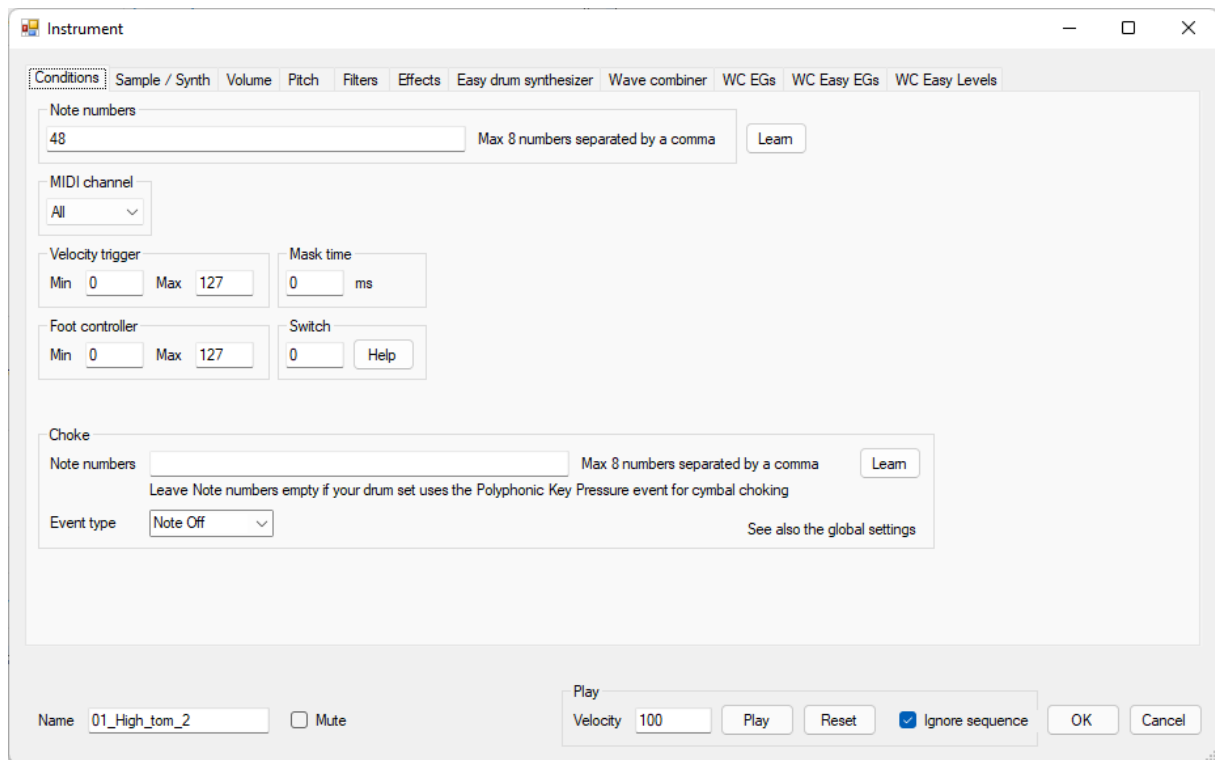 Instrument
Conditions Sample / Synth Volume Pitch Filters Effects Easy drum synthesizer Wave combiner WC EGs WC Easy EGs WC Easy Levels
Note numbers
48 Max 8 numbers separated by a comma Learn
MIDI channel
All
Velocity trigger Mask time
Min 0 Max 127 0 ms
Foot controller Switch
Min 0 Max 127 0 Help
Choke
Note numbers Max 8 numbers separated by a comma Learn
Leave Note numbers empty if your drum set uses the Polyphonic Key Pressure event for cymbal choking
Event type Note Off See also the global settings
Play
Name 01_High_tom_2 Mute Velocity 100 Play Reset Ignore sequence OK Cancel